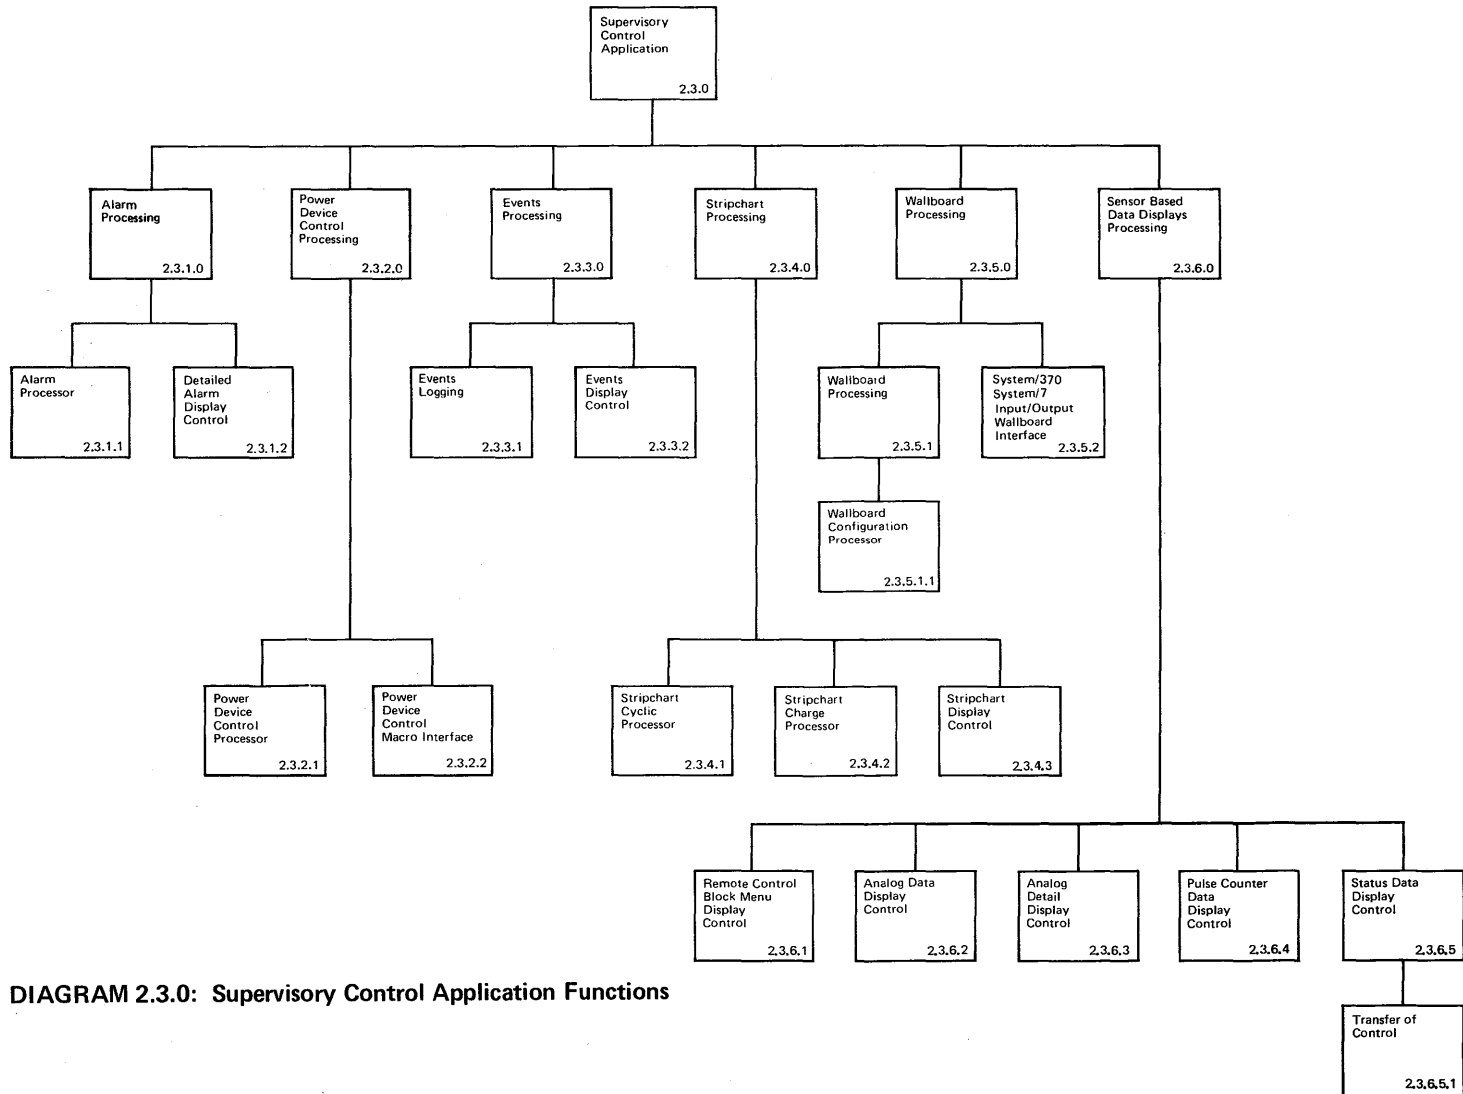 Supervisory
Control
Application
2.3.0
Alarm
Processing
2.3.1.0
Power
Device
Control
Processing
2.3.2.0
Events
Processing
2.3.3.0
Stripchart
Processing
2.3.4.0
Wallboard
Processing
2.3.5.0
Sensor Based
Data Displays
Processing
2.3.6.0
Alarm
Processor
2.3.1.1
Detailed
Alarm
Display
Control
2.3.1.2
Events
Logging
2.3.3.1
Events
Display
Control
2.3.3.2
Wallboard
Processing
2.3.5.1
System/370
System/7
Input/Output
Wallboard
Interface
2.3.5.2
Wallboard
Configuration
Processor
2.3.5.1.1
Power
Device
Control
Processor
2.3.2.1
Power
Device
Control
Macro Interface
2.3.2.2
Stripchart
Cyclic
Processor
2.3.4.1
Stripchart
Charge
Processor
2.3.4.2
Stripchart
Display
Control
2.3.4.3
Remote Control
Block Menu
Display
Control
2.3.6.1
Analog Data
Display
Control
2.3.6.2
Analog
Detail
Display
Control
2.3.6.3
Pulse Counter
Data
Display
Control
2.3.6.4
Status Data
Display
Control
2.3.6.5
Transfer of
Control
2.3.6.5.1
DIAGRAM 2.3.0: Supervisory Control Application Functions